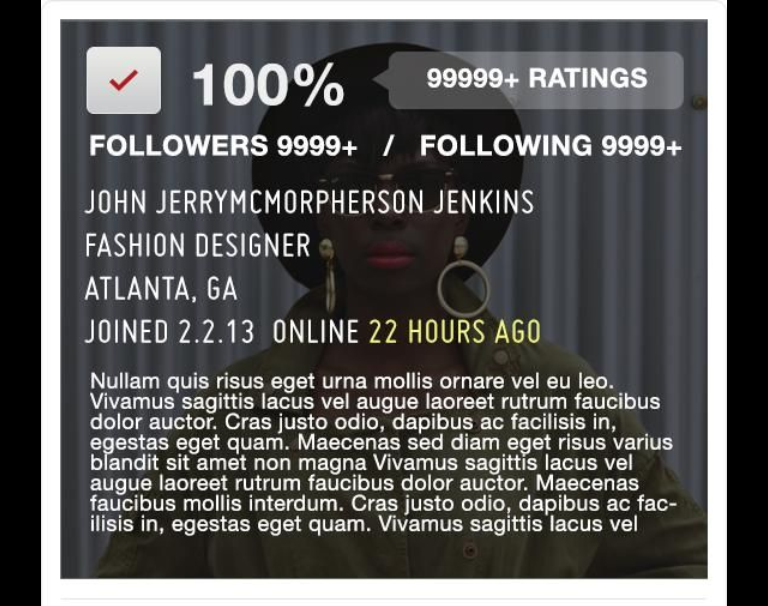 100% 99999+ RATINGS
FOLLOWERS 9999+ / FOLLOWING 9999+
JOHN JERRYMCMORPHERSON JENKINS
FASHION DESIGNER
ATLANTA, GA
JOINED 2.2.13 ONLINE 22 HOURS AGO
Nullam quis risus eget urna mollis ornare vel eu leo.
Vivamus sagittis lacus vel augue laoreet rutrum faucibus
dolor auctor. Cras justo odio, dapibus ac facilisis in,
egestas eget quam. Maecenas sed diam eget risus varius
blandit sit amet non magna Vivamus sagittis lacus vel
augue laoreet rutrum faucibus dolor auctor. Maecenas
faucibus mollis interdum. Cras justo odio, dapibus ac fac-
ilisis in, egestas eget quam. Vivamus sagittis lacus vel